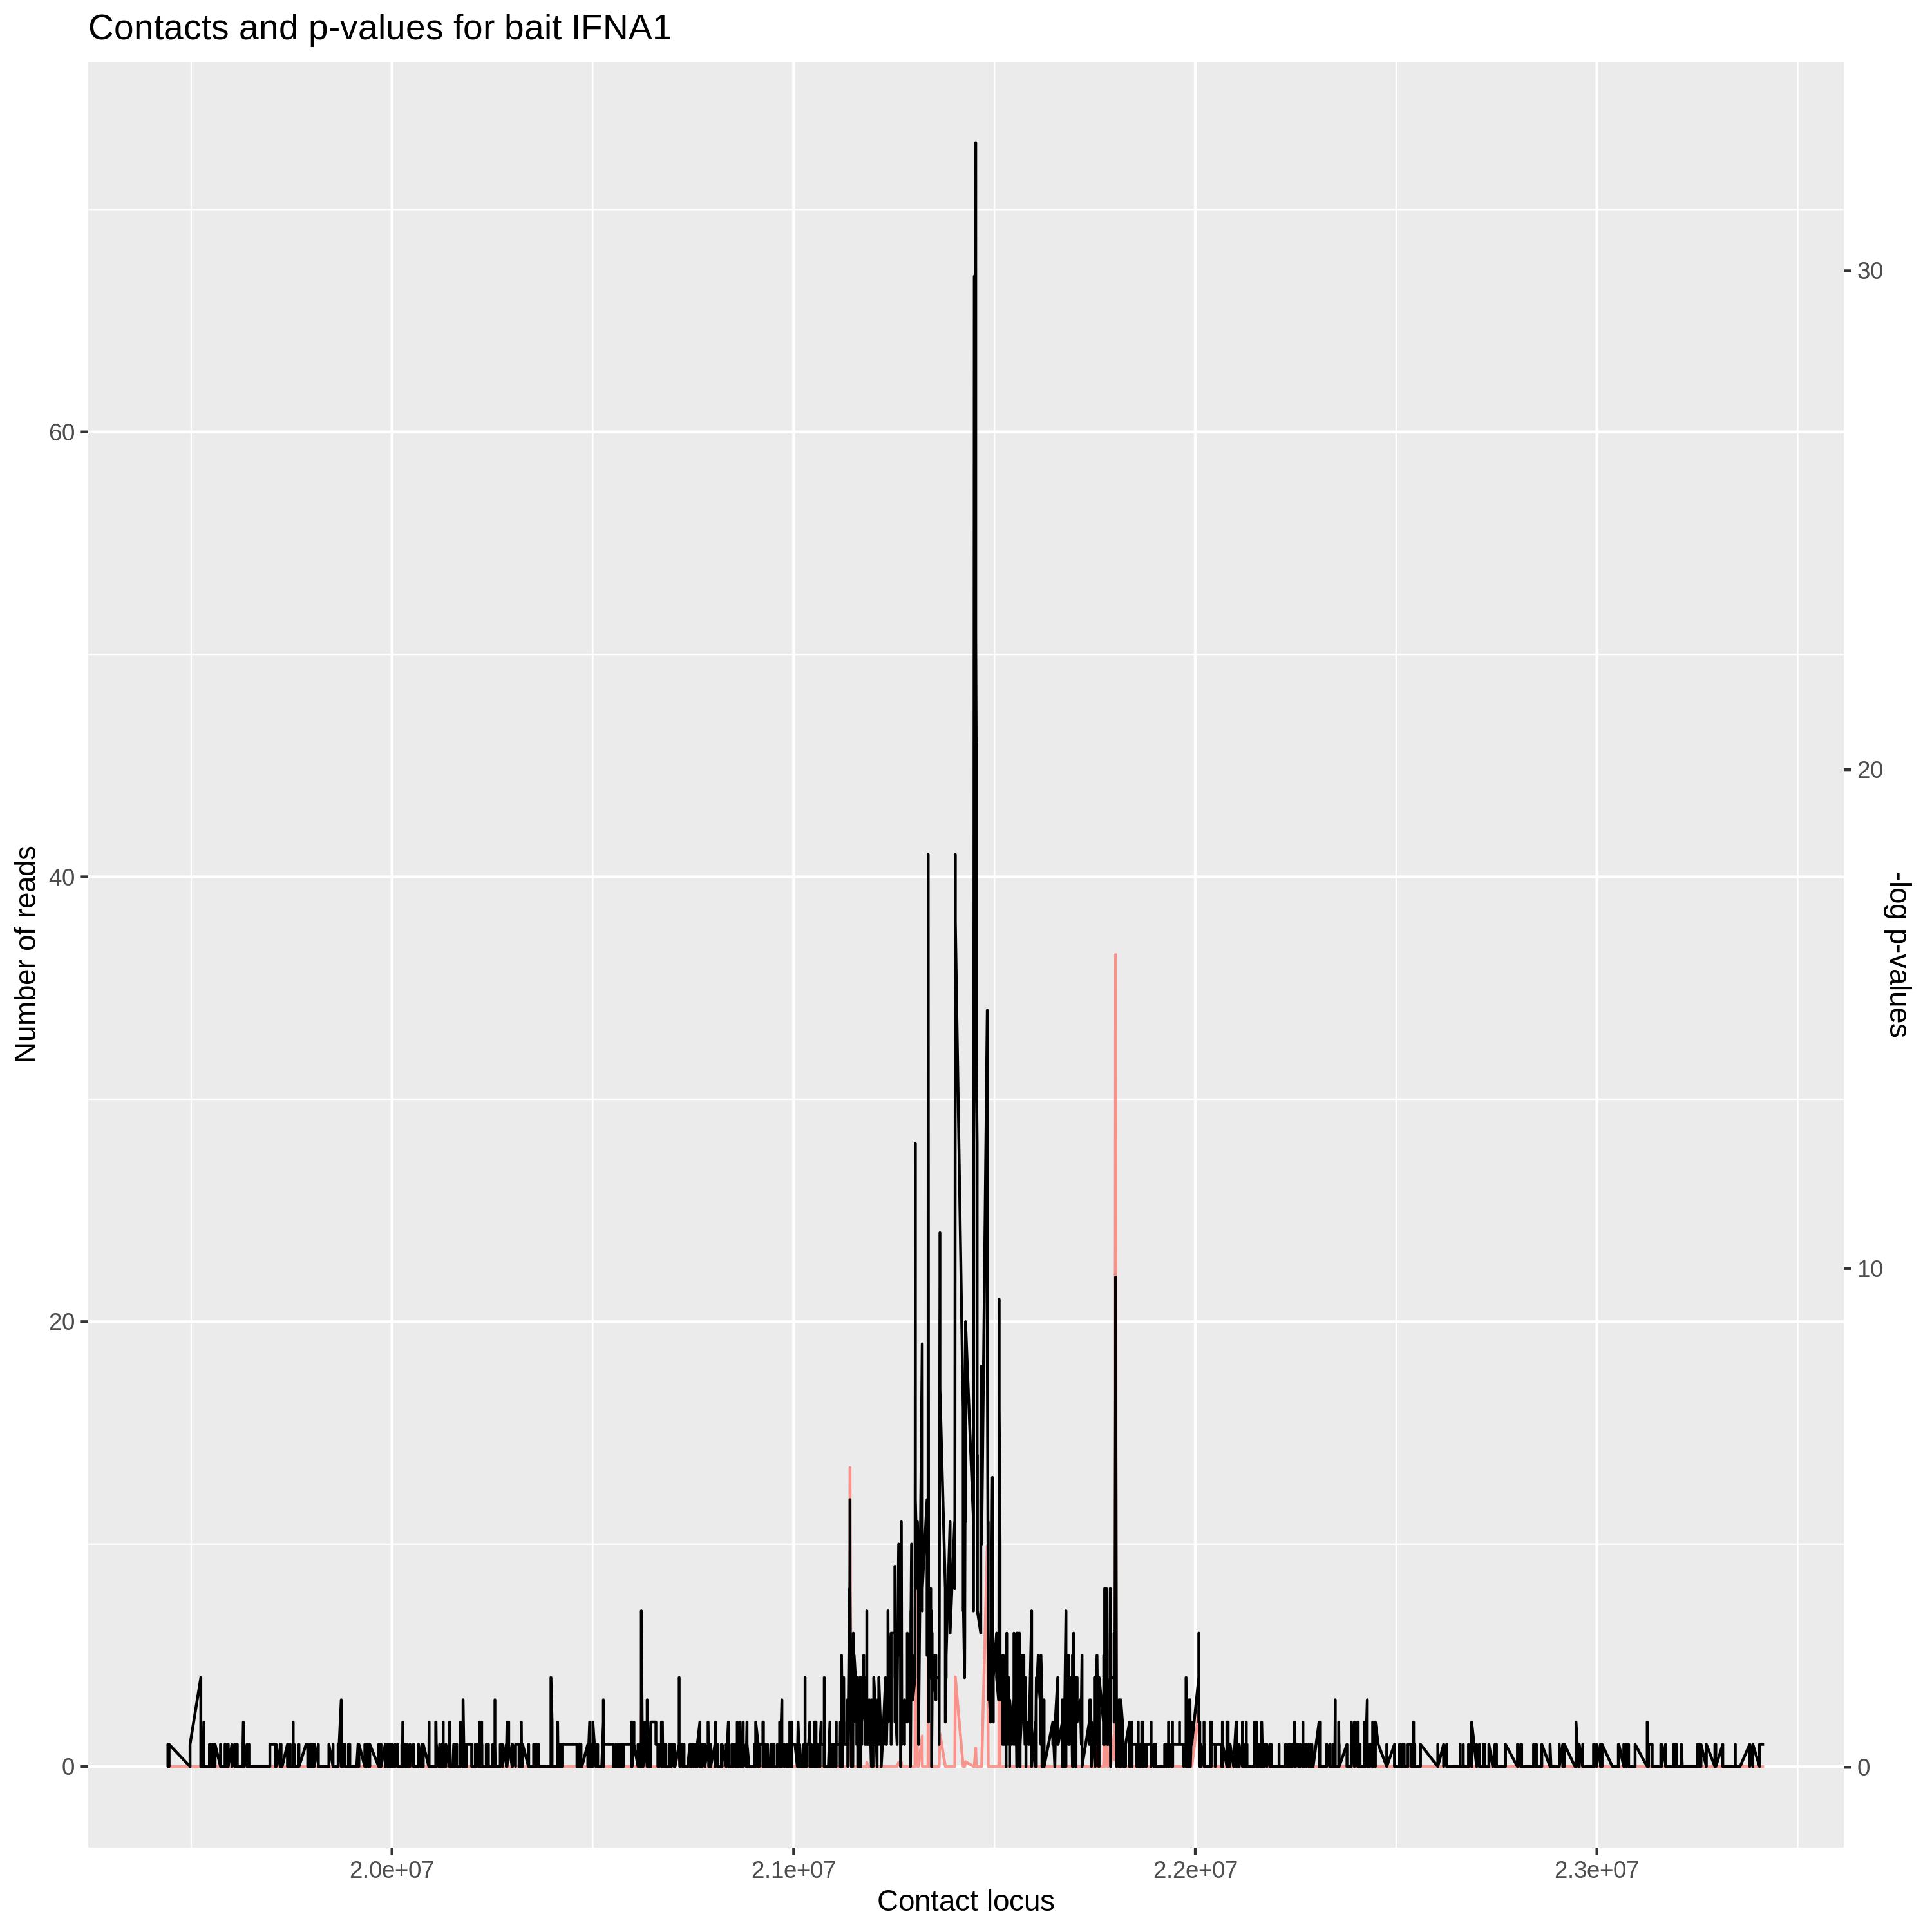 Contacts and p-values for bait IFNA1
Number of reads
60
40
20
0
30
20
10
0
-log p-values
2.0e+07
2.1e+07
2.2e+07
2.3e+07
Contact locus